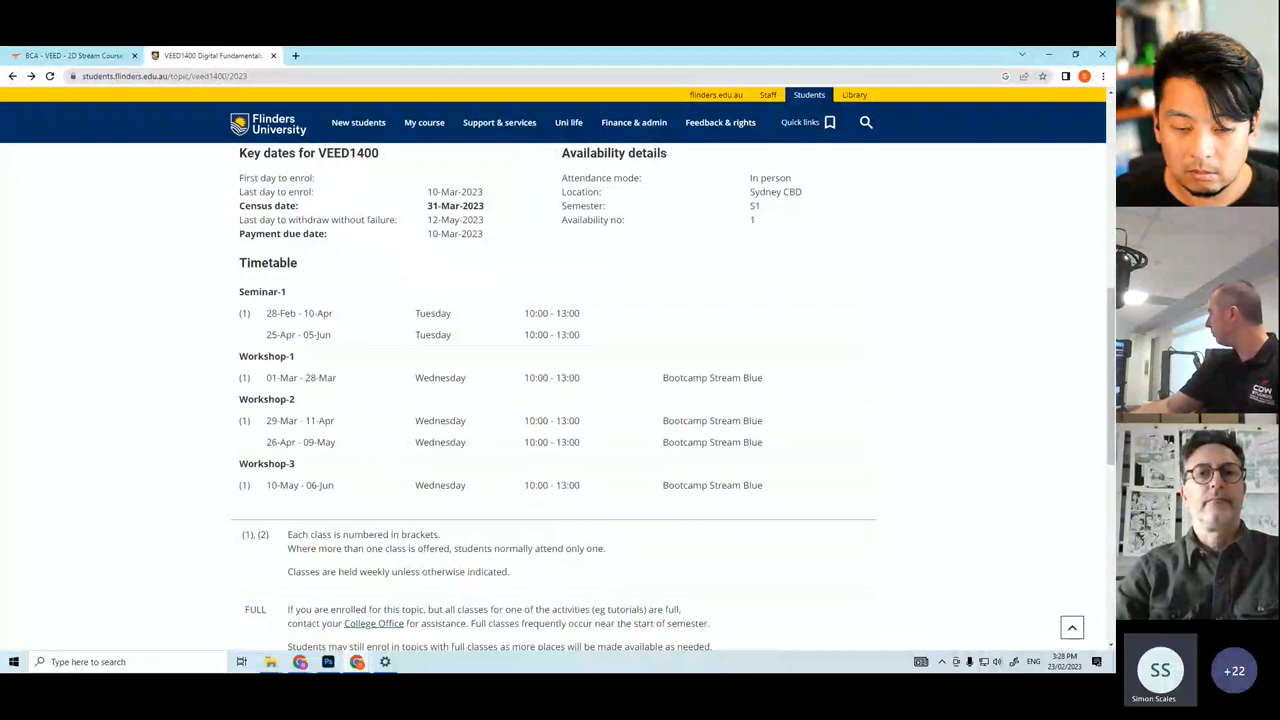 BCA - VEED - 2D Stream Course
VEED1400 Digital Fundamentals
students.flinders.edu.au/topic/veed1400/2023
S
flinders.edu.au Staff Students Library
Flinders University
New students My course Support & services Uni life Finance & admin Feedback & rights Quick links
Key dates for VEED1400
First day to enrol:
Last day to enrol: 10-Mar-2023
Census date: 31-Mar-2023
Last day to withdraw without failure: 12-May-2023
Payment due date: 10-Mar-2023
Availability details
Attendance mode: In person
Location: Sydney CBD
Semester: S1
Availability no: 1
Timetable
Seminar-1
(1) 28-Feb - 10-Apr Tuesday 10:00 - 13:00
25-Apr - 05-Jun Tuesday 10:00 - 13:00
Workshop-1
(1) 01-Mar - 28-Mar Wednesday 10:00 - 13:00 Bootcamp Stream Blue
Workshop-2
(1) 29-Mar - 11-Apr Wednesday 10:00 - 13:00 Bootcamp Stream Blue
26-Apr - 09-May Wednesday 10:00 - 13:00 Bootcamp Stream Blue
Workshop-3
(1) 10-May - 06-Jun Wednesday 10:00 - 13:00 Bootcamp Stream Blue
(1), (2) Each class is numbered in brackets.
Where more than one class is offered, students normally attend only one.
Classes are held weekly unless otherwise indicated.
FULL If you are enrolled for this topic, but all classes for one of the activities (eg tutorials) are full,
contact your College Office for assistance. Full classes frequently occur near the start of semester.
Students may still enrol in topics with full classes as more places will be made available as needed.
Type here to search
Ps
ENG
3:28 PM
23/02/2023
CDW
SS
Simon Scales
+22